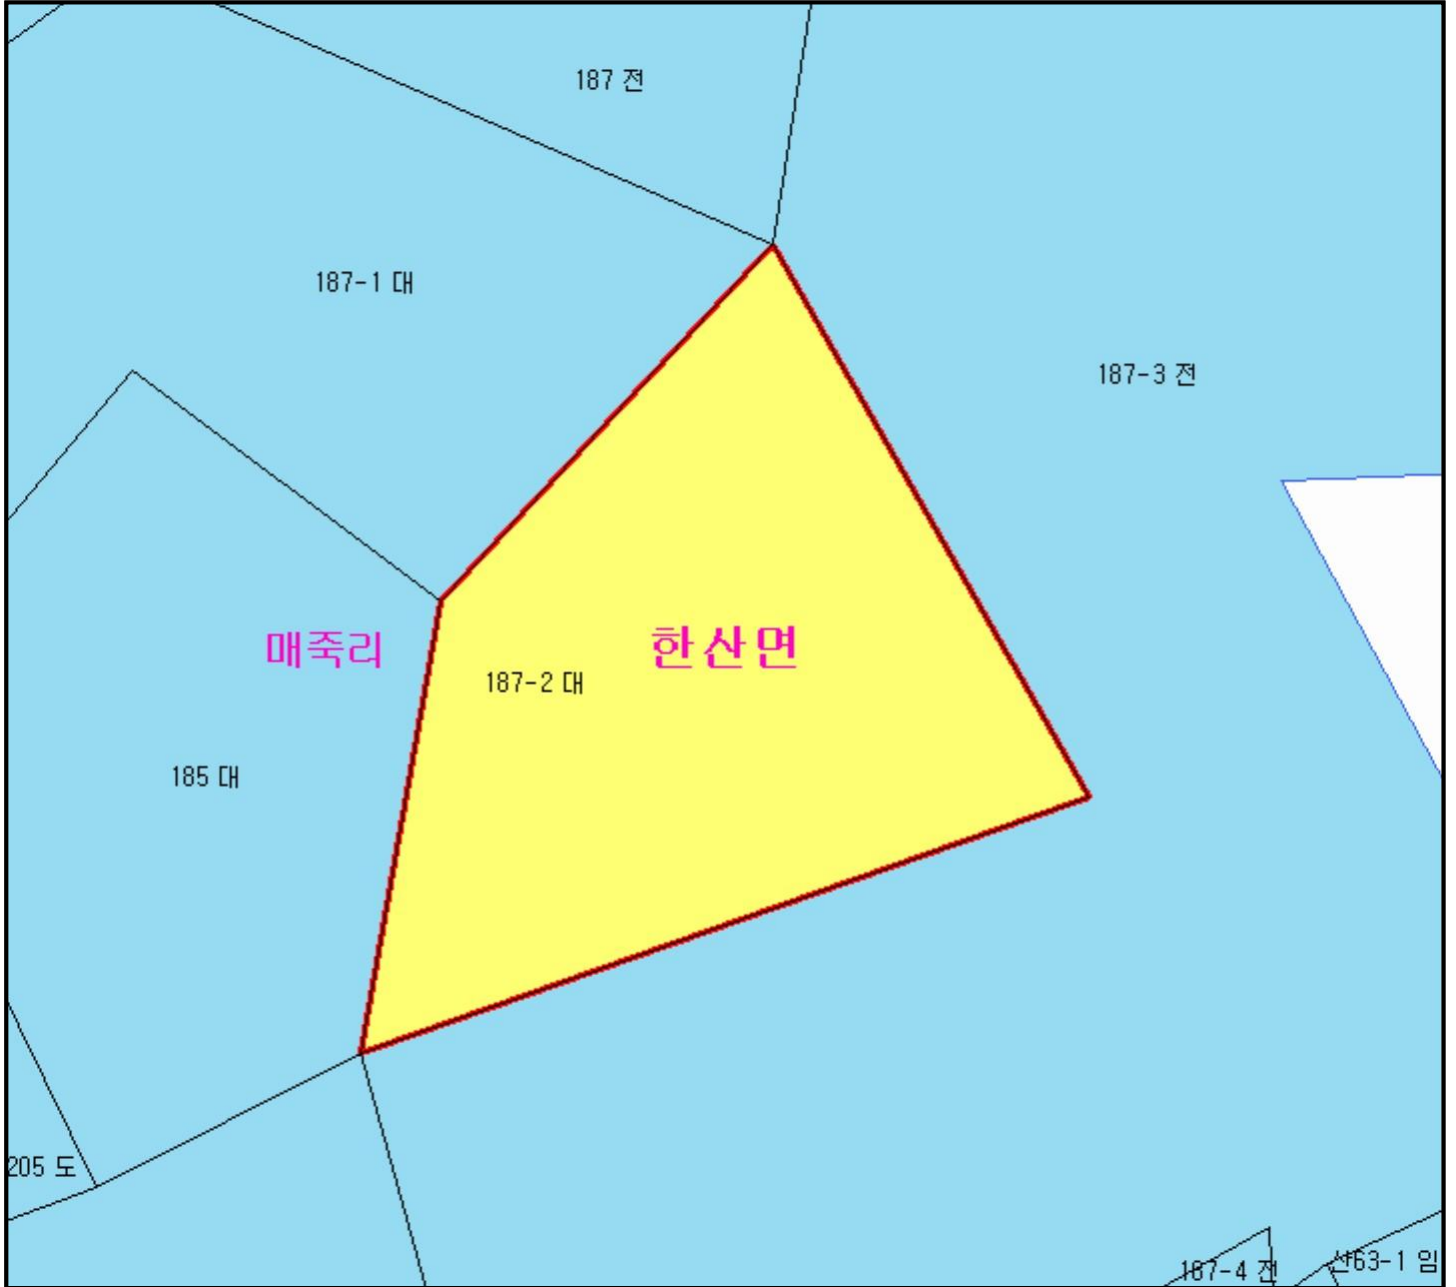 187 전
187-1 대
187-3 전
매죽리
한산면
187-2 대
185 대
205 도
187-4 전
산63-1 임